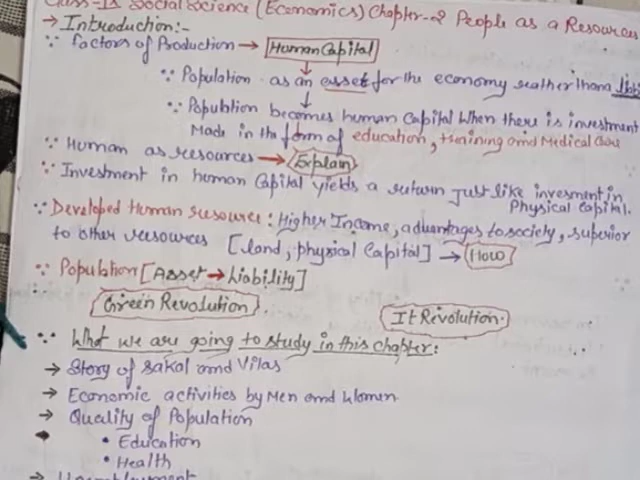 Class-IX Social Science (Economics) Chapter-2 People as a Resources
→ Introduction:-
∵ factors of Production → Human Capital
∵ Population as an asset for the economy reather than a
∵ Popultion becomes human Capital When there is investment
Made in the form of education, training and Medical Care
∵ Human as resources → Explain
∵ Investment in human Capital yields a return Just like invesment in
Physical Capital.
∵ Developed Human resource: Higher Income, advantages to society, superior
to other resources [land, physical Capital] → How
∵ Population [Asset → Liability]
Green Revolution It Revolution.
∵ What we are going to study in this chapter:
→ Story of Sakal and Vilas
→ Economic activities by Men and Women
→ Quality of Population
• Education
• Health